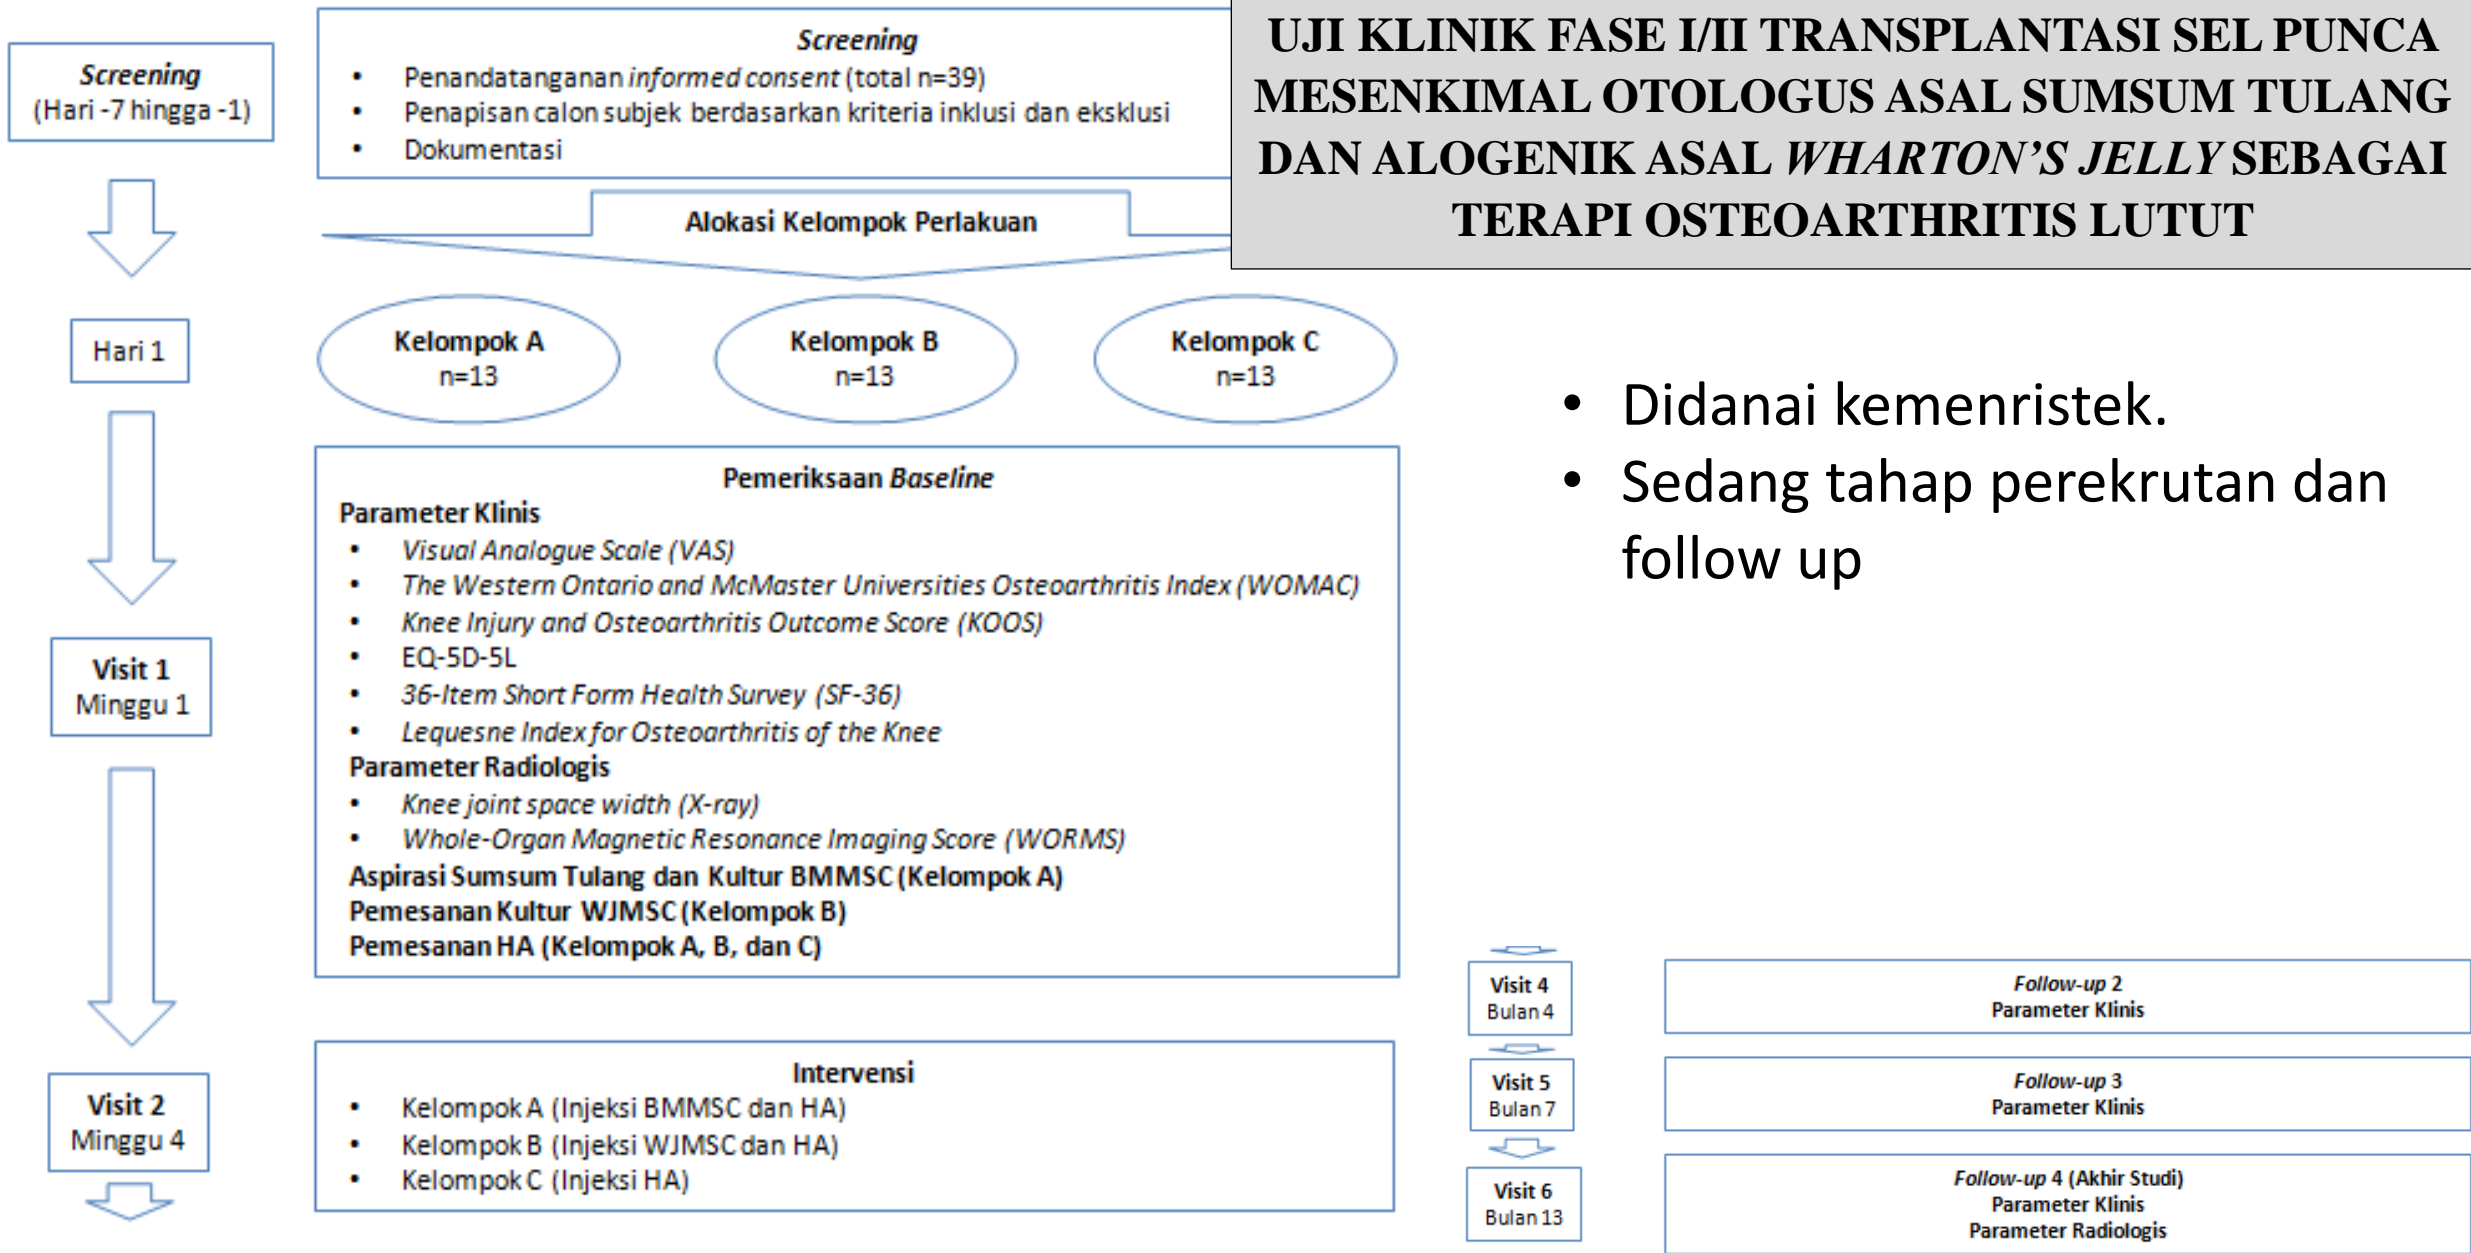 UJI KLINIK FASE I/II TRANSPLANTASI SEL PUNCA
MESENKIMAL OTOLOGUS ASAL SUMSUM TULANG
DAN ALOGENIK ASAL WHARTON'S JELLY SEBAGAI
TERAPI OSTEOARTHRITIS LUTUT
Screening
(Hari -7 hingga -1)
Screening
• Penandatanganan informed consent (total n=39)
• Penapisan calon subjek berdasarkan kriteria inklusi dan eksklusi
• Dokumentasi
Alokasi Kelompok Perlakuan
Hari 1
Kelompok A
n=13
Kelompok B
n=13
Kelompok C
n=13
Visit 1
Minggu 1
Pemeriksaan Baseline
Parameter Klinis
• Visual Analogue Scale (VAS)
• The Western Ontario and McMaster Universities Osteoarthritis Index (WOMAC)
• Knee Injury and Osteoarthritis Outcome Score (KOOS)
• EQ-5D-5L
• 36-Item Short Form Health Survey (SF-36)
• Lequesne Index for Osteoarthritis of the Knee
Parameter Radiologis
• Knee joint space width (X-ray)
• Whole-Organ Magnetic Resonance Imaging Score (WORMS)
Aspirasi Sumsum Tulang dan Kultur BMMSC (Kelompok A)
Pemesanan Kultur WJMSC (Kelompok B)
Pemesanan HA (Kelompok A, B, dan C)
Visit 2
Minggu 4
Intervensi
• Kelompok A (Injeksi BMMSC dan HA)
• Kelompok B (Injeksi WJMSC dan HA)
• Kelompok C (Injeksi HA)
• Didanai kemenristek.
• Sedang tahap perekrutan dan
follow up
Visit 4
Bulan 4
Follow-up 2
Parameter Klinis
Visit 5
Bulan 7
Follow-up 3
Parameter Klinis
Visit 6
Bulan 13
Follow-up 4 (Akhir Studi)
Parameter Klinis
Parameter Radiologis